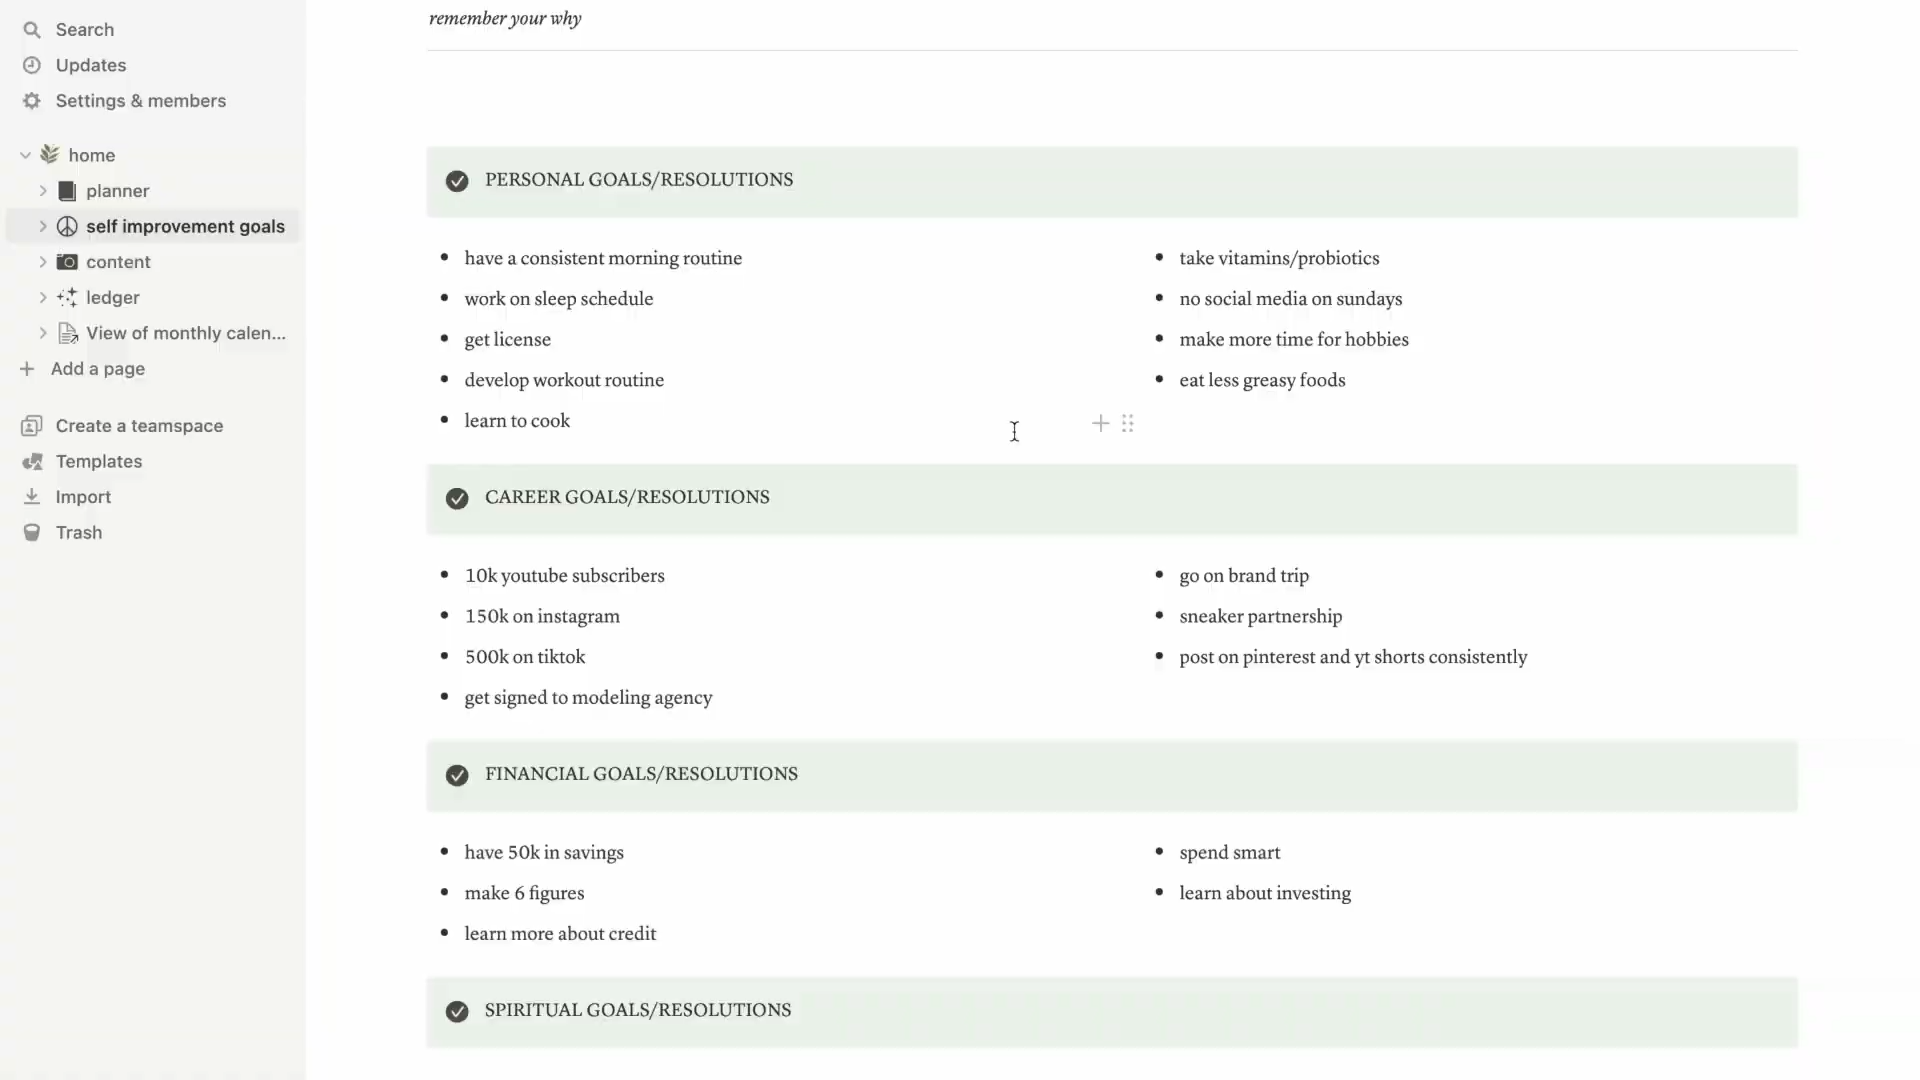 Search
Updates
Settings & members
home
planner
self improvement goals
content
ledger
View of monthly calen...
Add a page
Create a teamspace
Templates
Import
Trash
remember your why
PERSONAL GOALS/RESOLUTIONS
have a consistent morning routine
work on sleep schedule
get license
develop workout routine
learn to cook
take vitamins/probiotics
no social media on sundays
make more time for hobbies
eat less greasy foods
CAREER GOALS/RESOLUTIONS
10k youtube subscribers
150k on instagram
500k on tiktok
get signed to modeling agency
go on brand trip
sneaker partnership
post on pinterest and yt shorts consistently
FINANCIAL GOALS/RESOLUTIONS
have 50k in savings
make 6 figures
learn more about credit
spend smart
learn about investing
SPIRITUAL GOALS/RESOLUTIONS